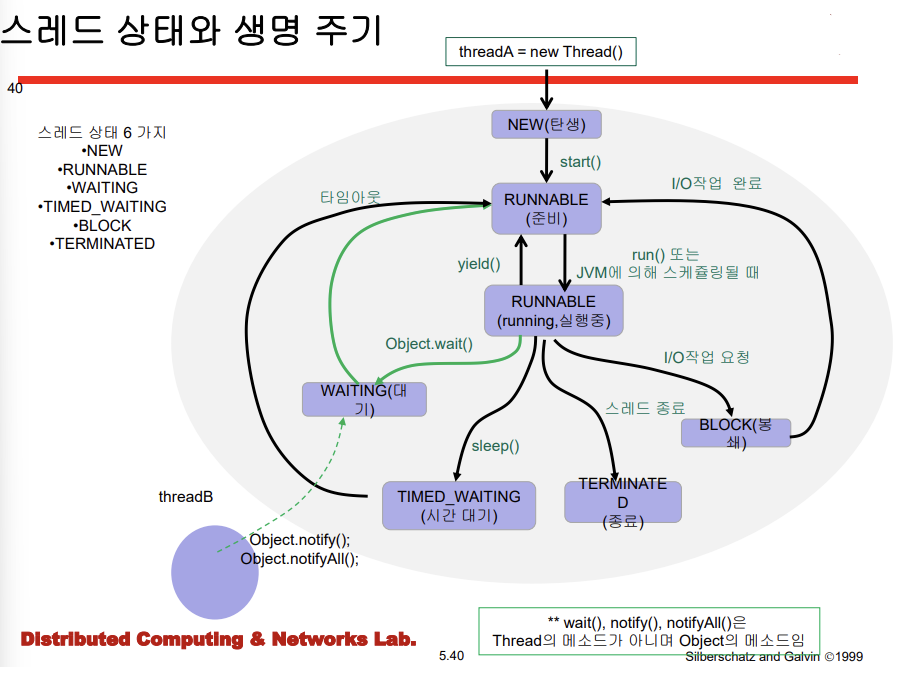 스레드 상태와 생명 주기
40
threadA = new Thread()
NEW(탄생)
start()
스레드 상태 6 가지
•NEW
•RUNNABLE
•WAITING
•TIMED_WAITING
•BLOCK
•TERMINATED
타임아웃
I/O작업 완료
RUNNABLE
(준비)
yield()
run() 또는
JVM에 의해 스케쥴링될 때
RUNNABLE
(running,실행중)
Object.wait()
I/O작업 요청
WAITING(대
기)
스레드 종료
BLOCK(봉
쇄)
sleep()
TIMED_WAITING
(시간 대기)
TERMINATE
D
(종료)
threadB
Object.notify();
Object.notifyAll();
** wait(), notify(), notifyAll()은
Thread의 메소드가 아니며 Object의 메소드임
Distributed Computing & Networks Lab.
5.40
Silberschatz and Galvin ©1999